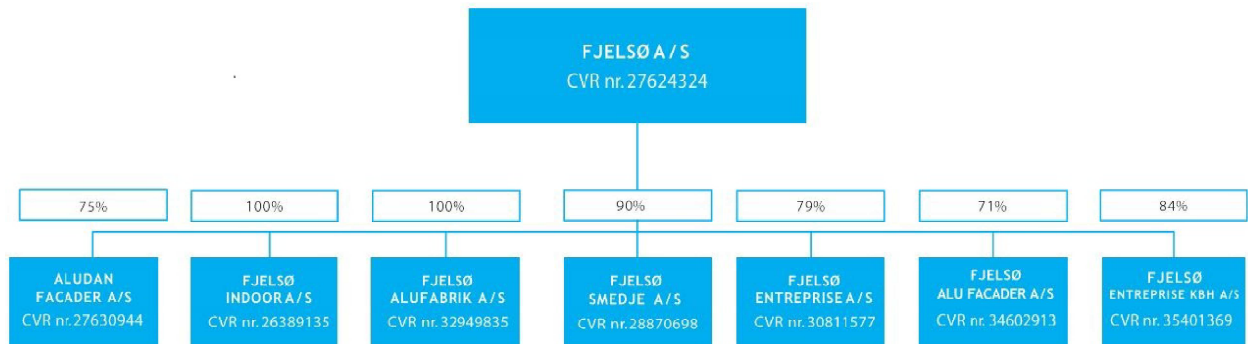 FJELSØ A/S
CVR nr. 27624324
75%
100%
100%
90%
79%
71%
84%
ALUDAN
FACADER A/S
CVR nr.27630944
FJELSØ
INDOOR A/S
CVR nr.26389135
FJELSØ
ALUFABRIK A/S
CVR nr.32949835
FJELSØ
SMEDJE A/S
CVR nr.28870698
FJELSØ
ENTREPRISE A/S
CVR nr.30811577
FJELSØ
ALU FACADER A/S
CVR nr. 34602913
FJELSØ
ENTREPRISE KBH A/S
CVR nr. 35401369